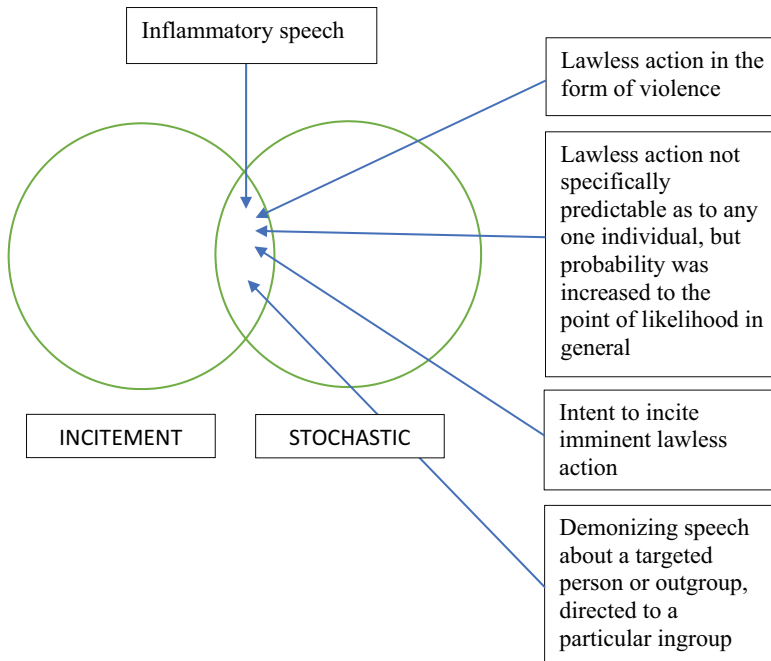 Inflammatory speech
Lawless action in the
form of violence
Lawless action not
specifically
predictable as to any
one individual, but
probability was
increased to the
point of likelihood in
general
INCITEMENT
STOCHASTIC
Intent to incite
imminent lawless
action
Demonizing speech
about a targeted
person or outgroup,
directed to a
particular ingroup